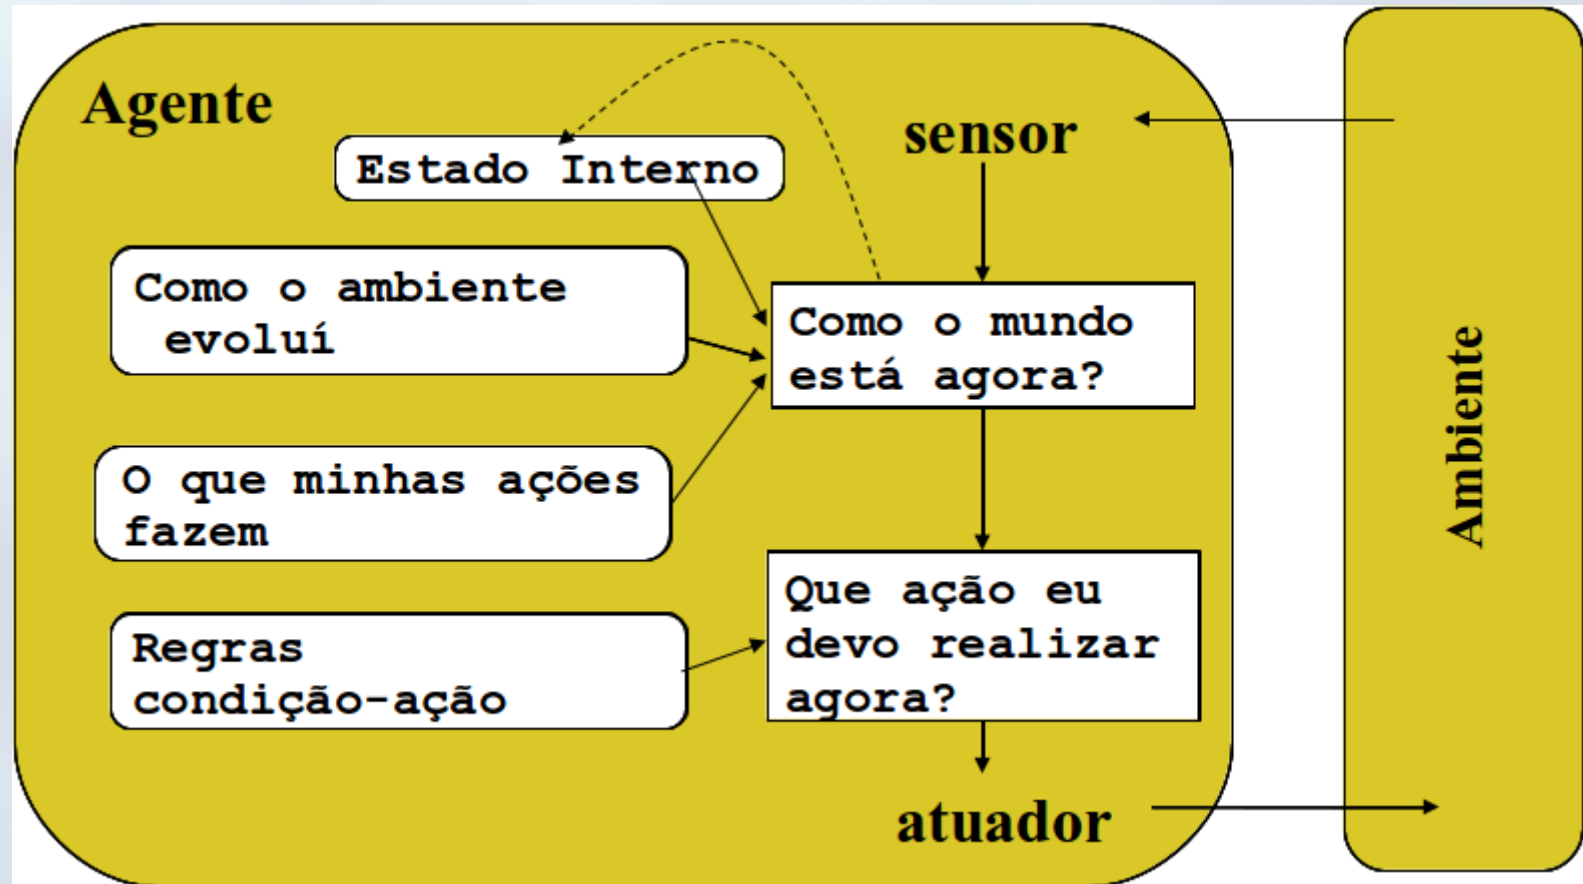 Agente
sensor
Estado Interno
Como o ambiente
evoluí
Como o mundo
está agora?
O que minhas ações
fazem
Que ação eu
devo realizar
agora?
Regras
condição-ação
atuador
Ambiente